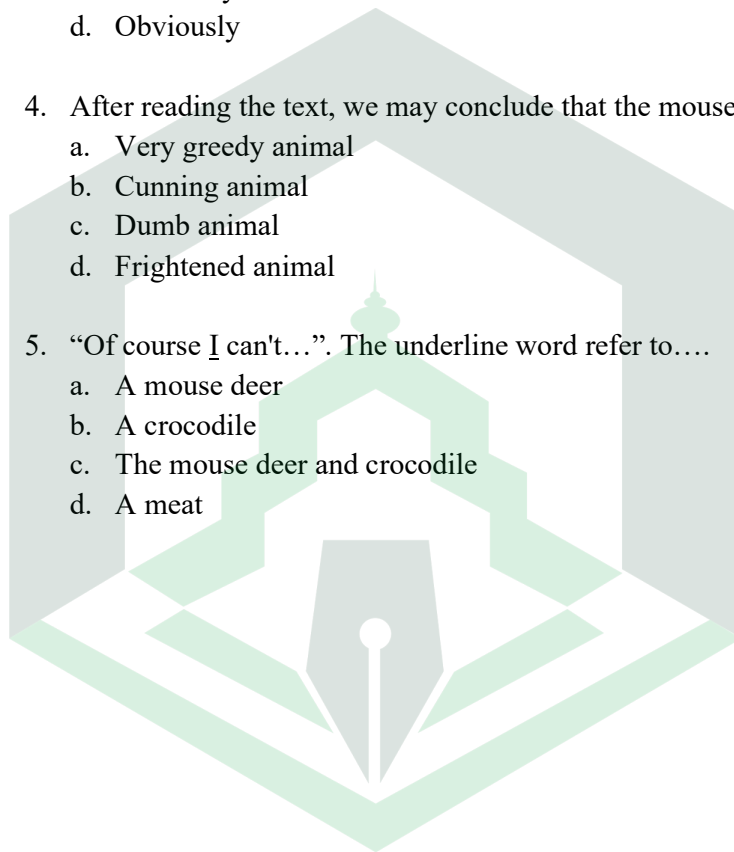 d. Obviously
4. After reading the text, we may conclude that the mouse
a. Very greedy animal
b. Cunning animal
c. Dumb animal
d. Frightened animal
5. “Of course I can't…”. The underline word refer to….
a. A mouse deer
b. A crocodile
c. The mouse deer and crocodile
d. A meat